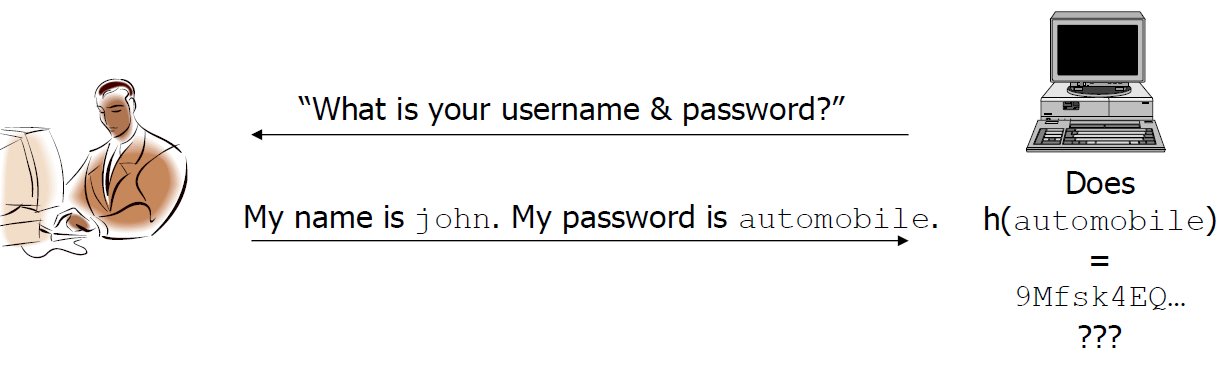 “What is your username & password?”
My name is john. My password is automobile.
Does
h(automobile)
=
9Mfsk4EQ…
???